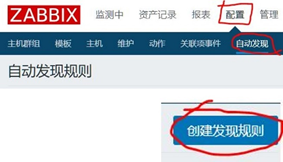 ZABBIX 监测中 资产记录 报表 配置 管理
主机群组 模板 主机 维护 动作 关联项事件 自动发现
自动发现规则
创建发现规则